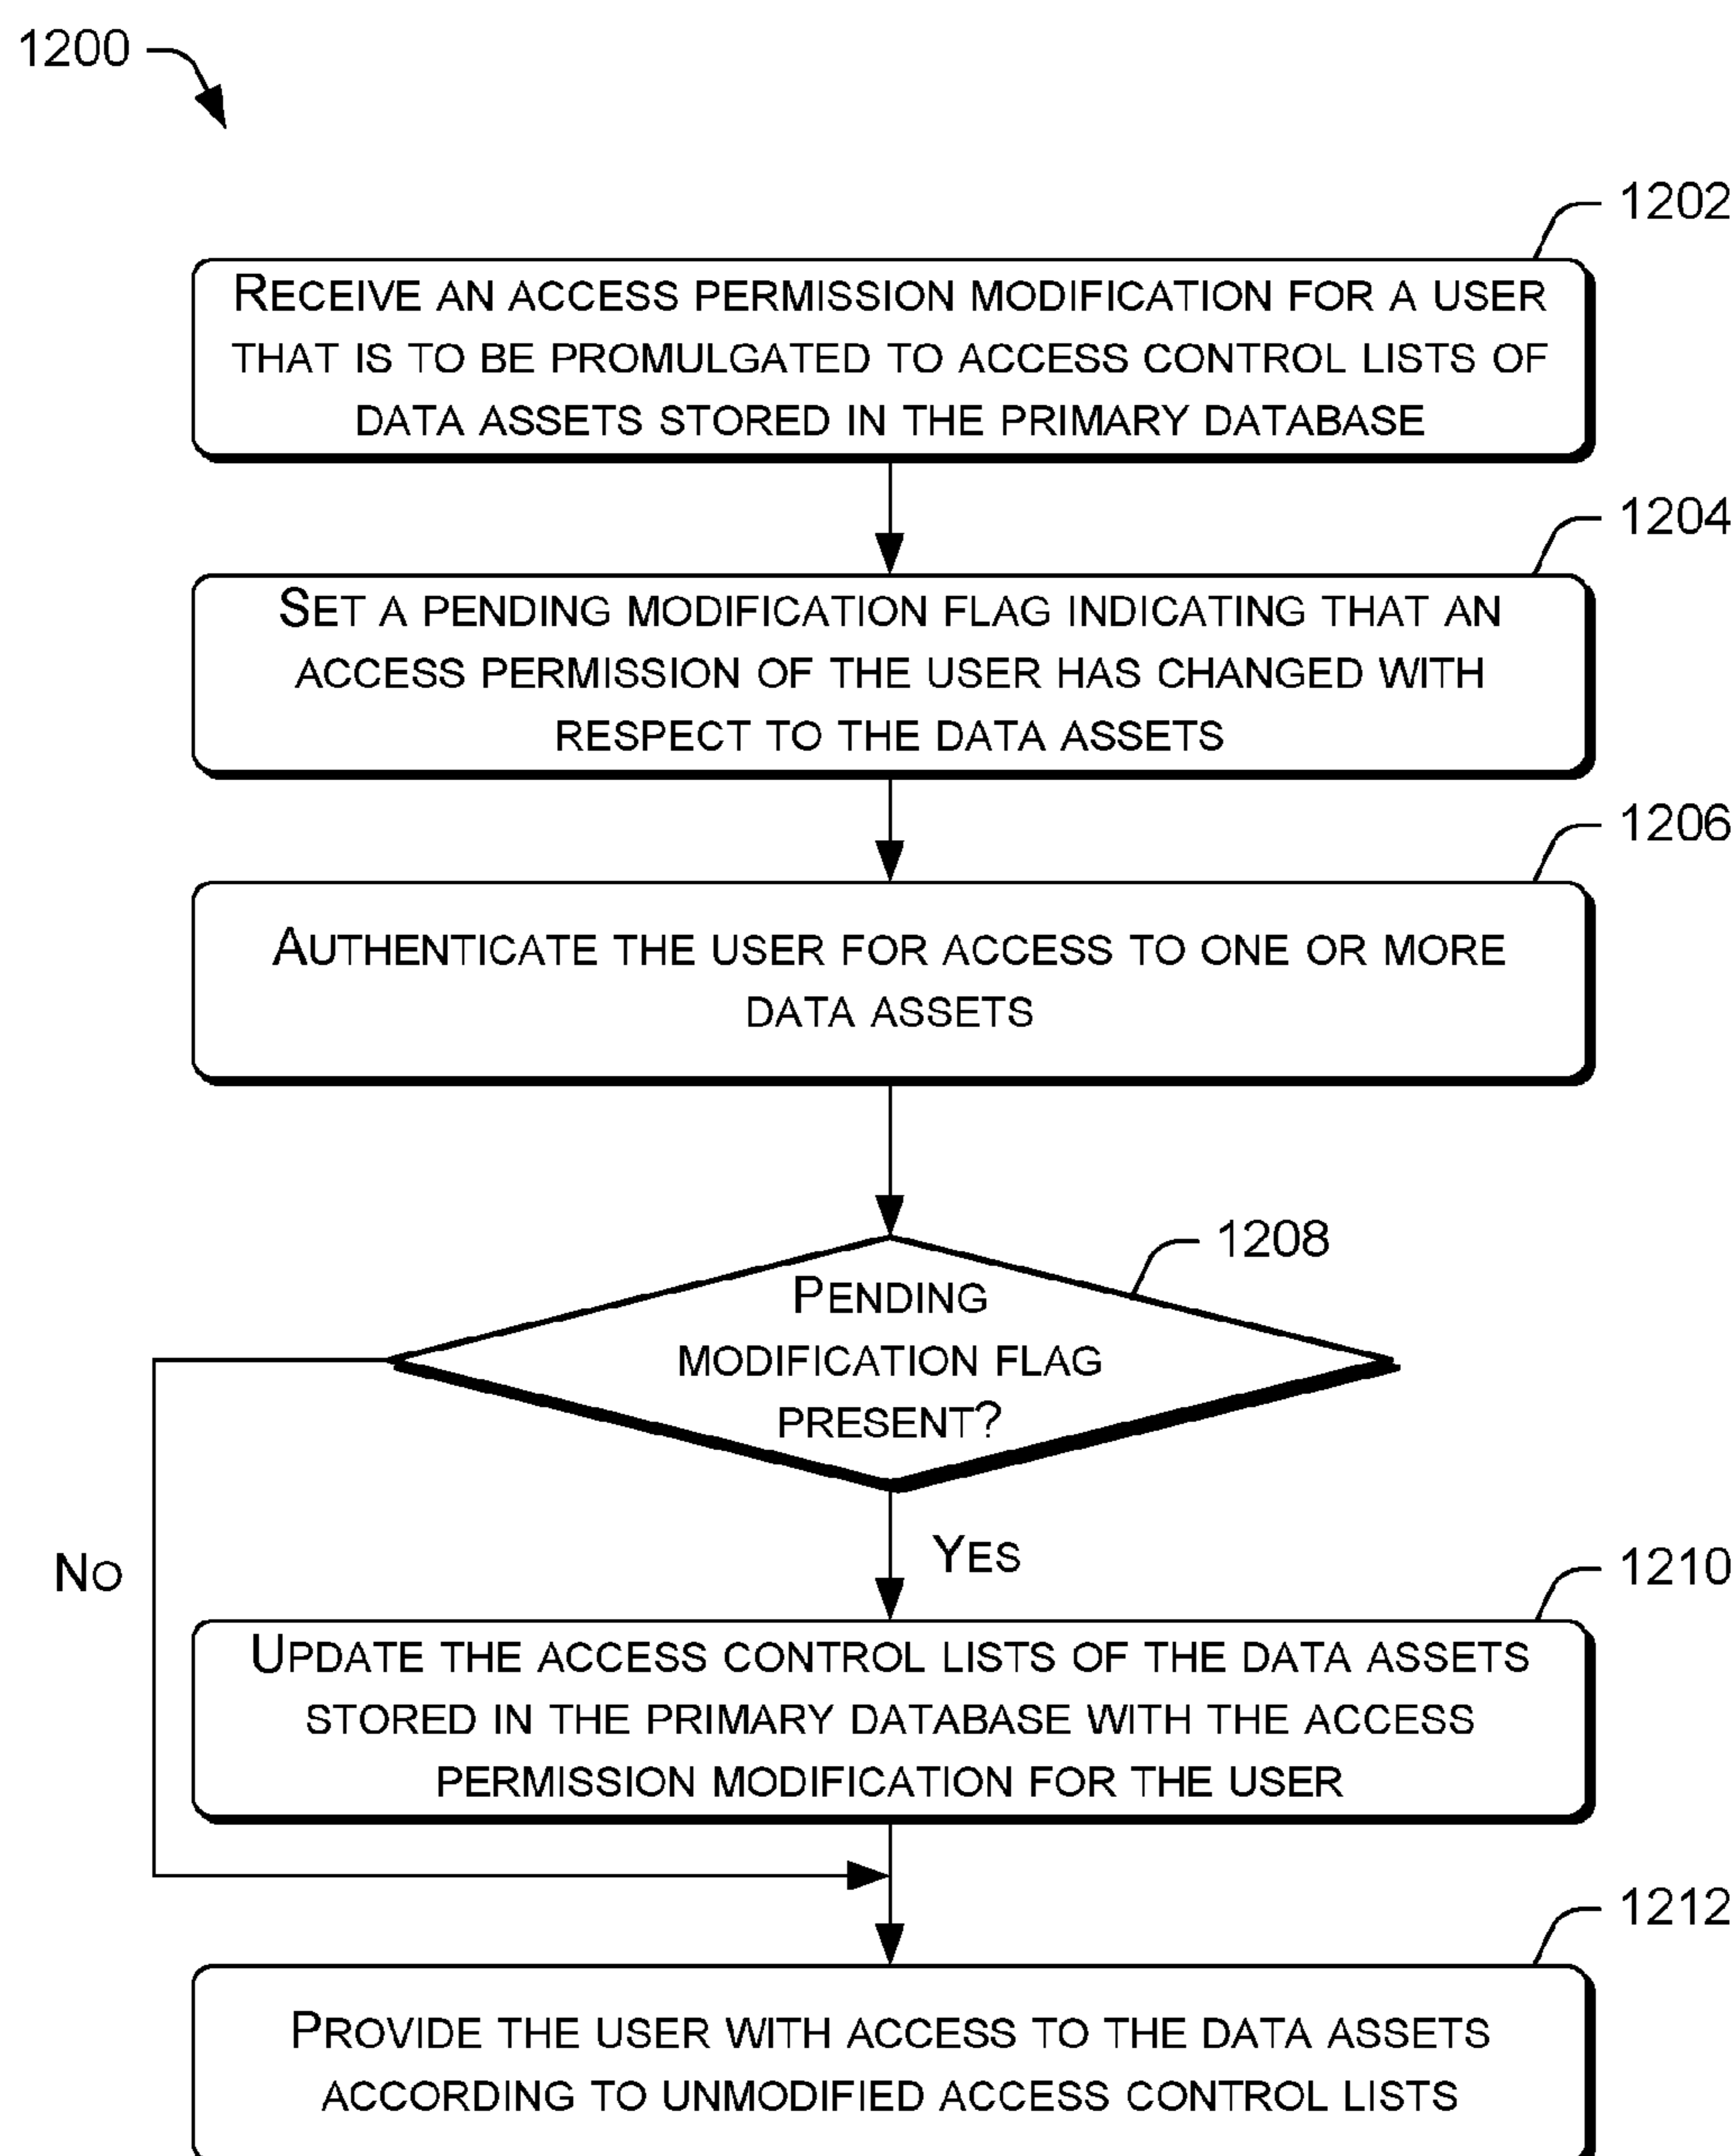 1200
1202
RECEIVE AN ACCESS PERMISSION MODIFICATION FOR A USER
THAT IS TO BE PROMULGATED TO ACCESS CONTROL LISTS OF
DATA ASSETS STORED IN THE PRIMARY DATABASE
1204
SET A PENDING MODIFICATION FLAG INDICATING THAT AN
ACCESS PERMISSION OF THE USER HAS CHANGED WITH
RESPECT TO THE DATA ASSETS
1206
AUTHENTICATE THE USER FOR ACCESS TO ONE OR MORE
DATA ASSETS
1208
PENDING
MODIFICATION FLAG
PRESENT?
NO
YES
1210
UPDATE THE ACCESS CONTROL LISTS OF THE DATA ASSETS
STORED IN THE PRIMARY DATABASE WITH THE ACCESS
PERMISSION MODIFICATION FOR THE USER
1212
PROVIDE THE USER WITH ACCESS TO THE DATA ASSETS
ACCORDING TO UNMODIFIED ACCESS CONTROL LISTS